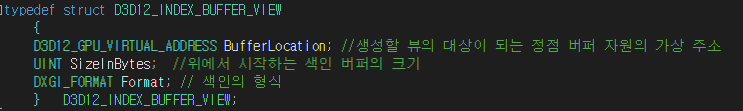 typedef struct D3D12_INDEX_BUFFER_VIEW
{
D3D12_GPU_VIRTUAL_ADDRESS BufferLocation; //생성할 뷰의 대상이 되는 정점 버퍼 자원의 가상 주소
UINT SizeInBytes; //위에서 시작하는 색인 버퍼의 크기
DXGI_FORMAT Format; // 색인의 형식
} D3D12_INDEX_BUFFER_VIEW;